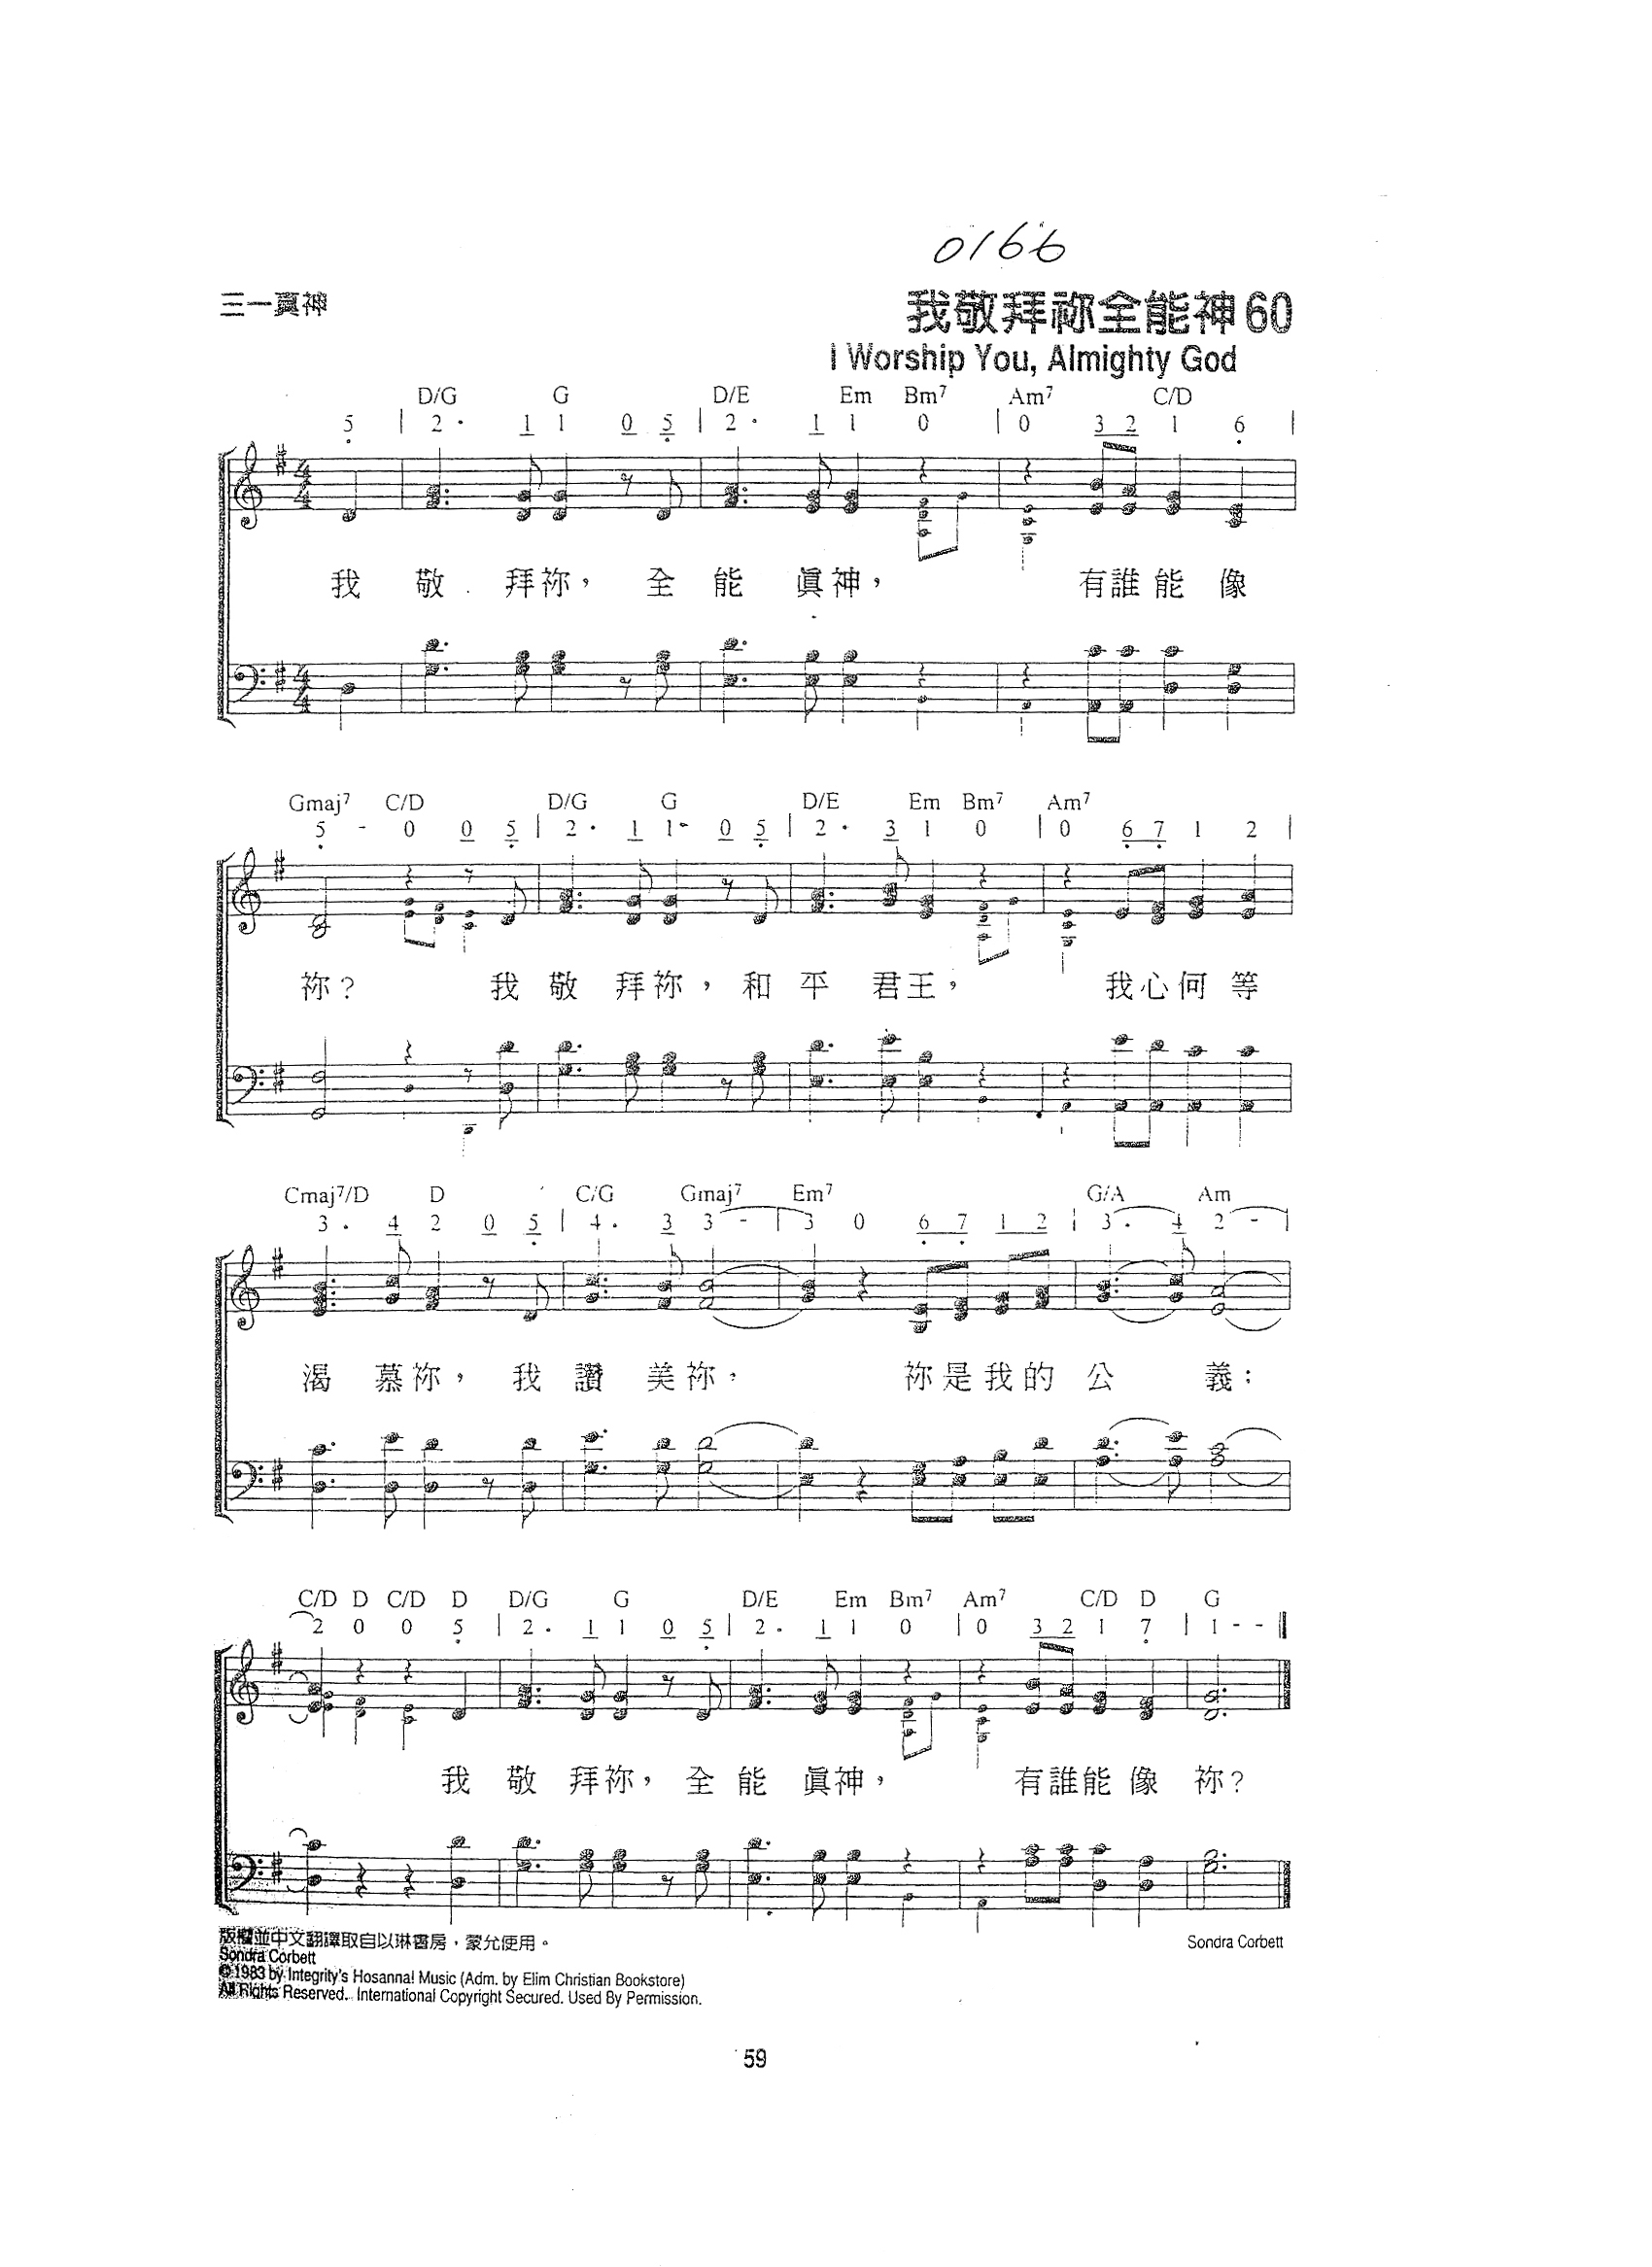 0166
三一真神
我敬拜祢全能神60
I Worship You, Almighty God
D/G G D/E Em Bm7 Am7 C/D
5 | 2 · 1 1 0 5 | 2 · 1 1 0 | 0 3 2 1 6 |
我 敬 拜祢， 全 能 眞神， 有誰能 像
Gmaj7 C/D D/G G D/E Em Bm7 Am7
5 - 0 0 5 | 2 · 1 1 0 5 | 2 · 3 1 0 | 0 6 7 1 2 |
祢？ 我 敬 拜祢， 和 平 君王， 我心何 等
Cmaj7/D D C/G Gmaj7 Em7 G/A Am
3 · 4 2 0 5 | 4 · 3 3 - | 3 0 6 7 1 2 | 3 · 4 2 - |
渴 慕祢， 我 讚 美祢， 祢是我的 公 義；
C/D D C/D D D/G G D/E Em Bm7 Am7 C/D D G
2 0 0 5 | 2 · 1 1 0 5 | 2 · 1 1 0 | 0 3 2 1 7 | 1 - - ||
我 敬 拜祢， 全 能 眞神， 有誰能 像 祢？
版權並中文翻譯取自以琳書房，蒙允使用。
Sondra Corbett
Sondra Corbett
©1983 by Integrity's Hosanna! Music (Adm. by Elim Christian Bookstore)
All Rights Reserved. International Copyright Secured. Used By Permission.
59